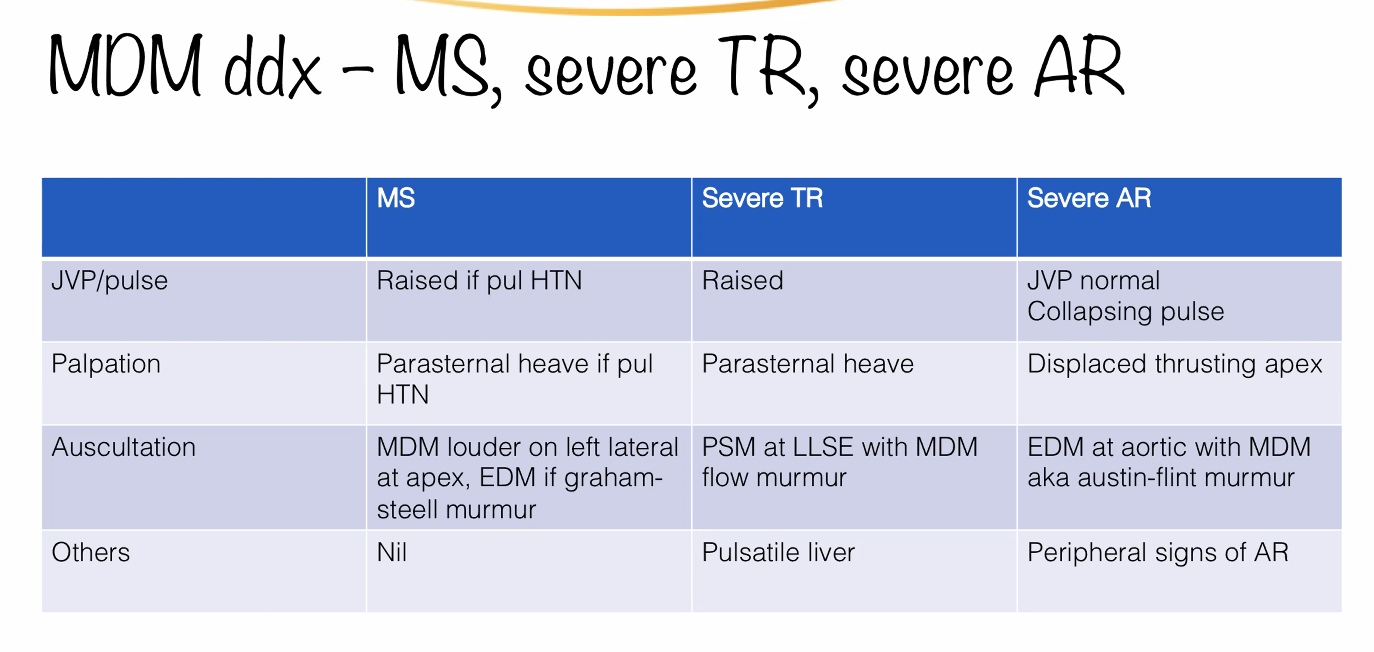 MDM ddx – MS, severe TR, severe AR
MS
Severe TR
Severe AR
JVP/pulse
Raised if pul HTN
Raised
JVP normal
Collapsing pulse
Palpation
Parasternal heave if pul
HTN
Parasternal heave
Displaced thrusting apex
Auscultation
MDM louder on left lateral
at apex, EDM if graham-
steell murmur
PSM at LLSE with MDM
flow murmur
EDM at aortic with MDM
aka austin-flint murmur
Others
Nil
Pulsatile liver
Peripheral signs of AR